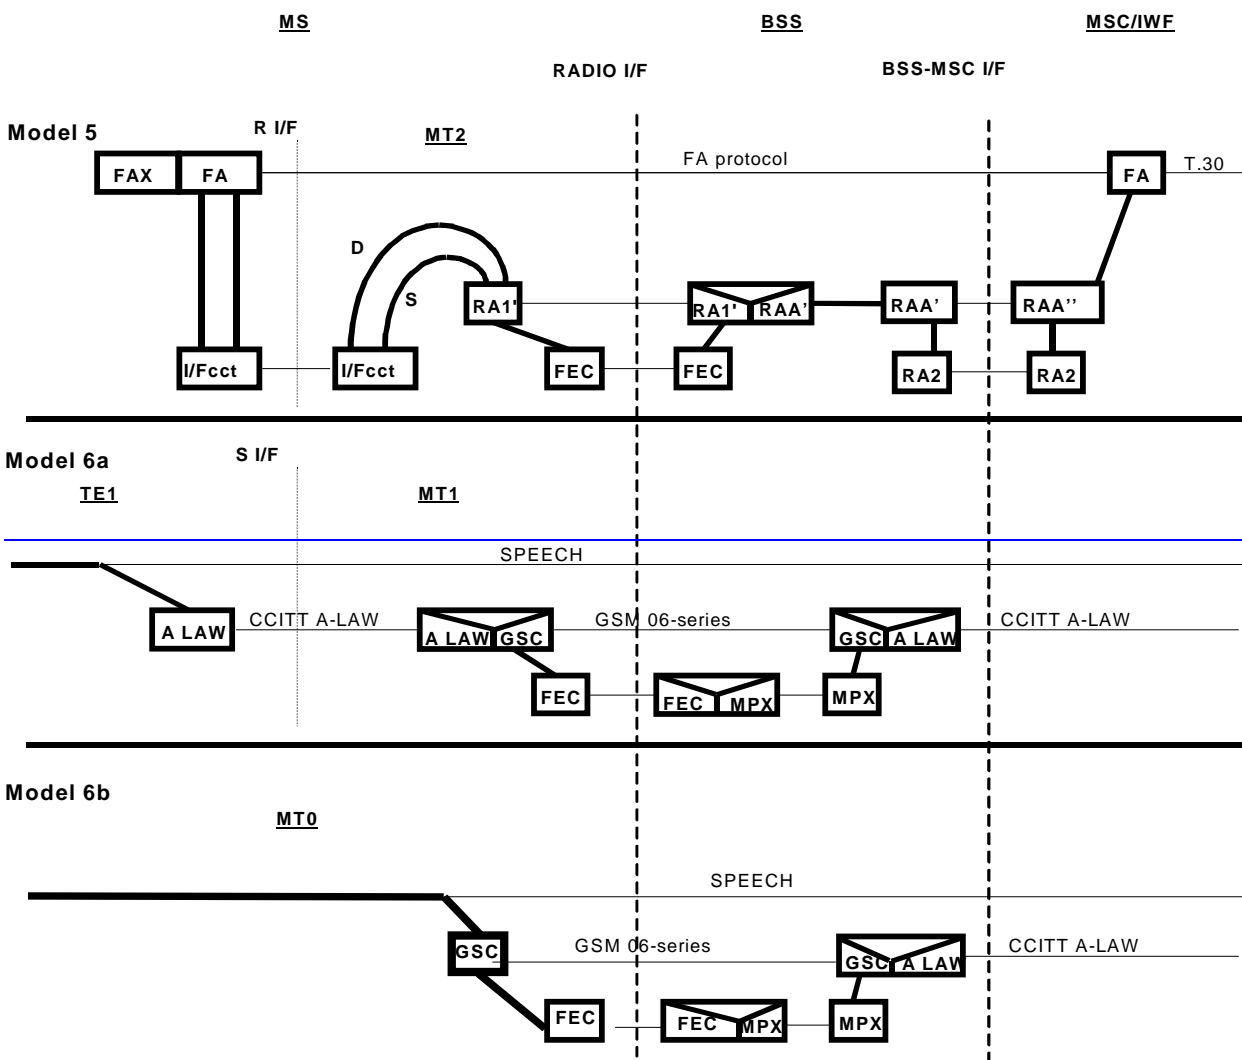 MS BSS MSC/IWF
RADIO I/F BSS-MSC I/F
Model 5 R I/F MT2
FA protocol
FAX FA FA T.30
D
S
RA1' RA1' RAA' RAA' RAA''
I/Fcct I/Fcct FEC FEC RA2 RA2
Model 6a S I/F
TE1 MT1
SPEECH
A LAW CCITT A-LAW A LAW GSC GSM 06-series GSC A LAW CCITT A-LAW
FEC FEC MPX MPX
Model 6b
MT0
SPEECH
GSC GSM 06-series GSC A LAW CCITT A-LAW
FEC FEC MPX MPX